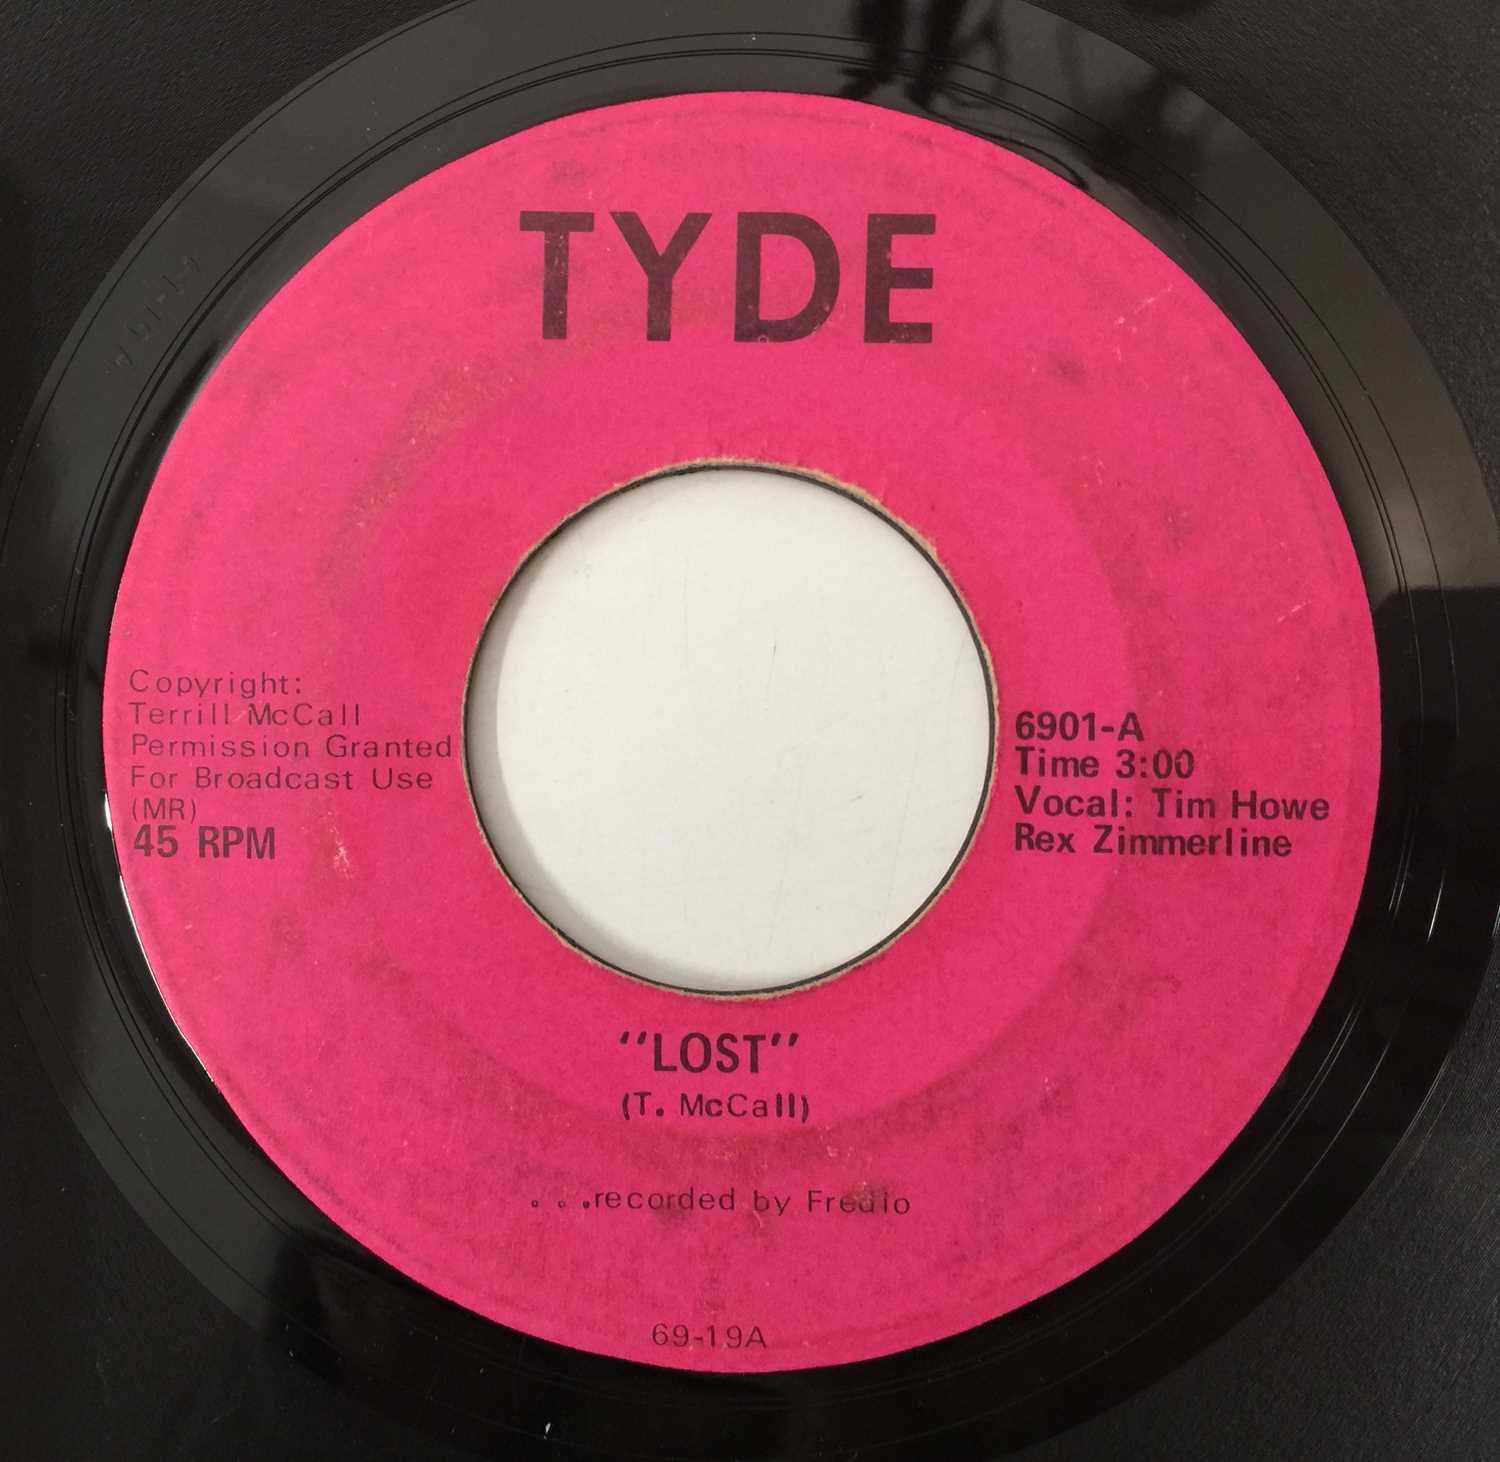 TYDE
Copyright:
Terrill McCall
Permission Granted
For Broadcast Use
(MR)
45 RPM
6901-A
Time 3:00
Vocal: Tim Howe
Rex Zimmerline
"LOST"
(T. McCall)
...recorded by Fredio
69-19A